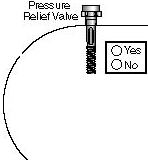 Pressure
Relief Valve
Yes
No